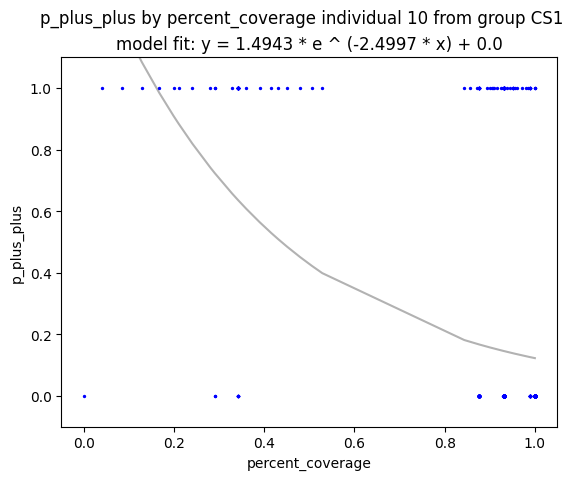 p_plus_plus by percent_coverage individual 10 from group CS1
model fit: y = 1.4943 * e ^ (-2.4997 * x) + 0.0
1.0
0.8
0.6
0.4
0.2
0.0
p_plus_plus
0.0 0.2 0.4 0.6 0.8 1.0
percent_coverage